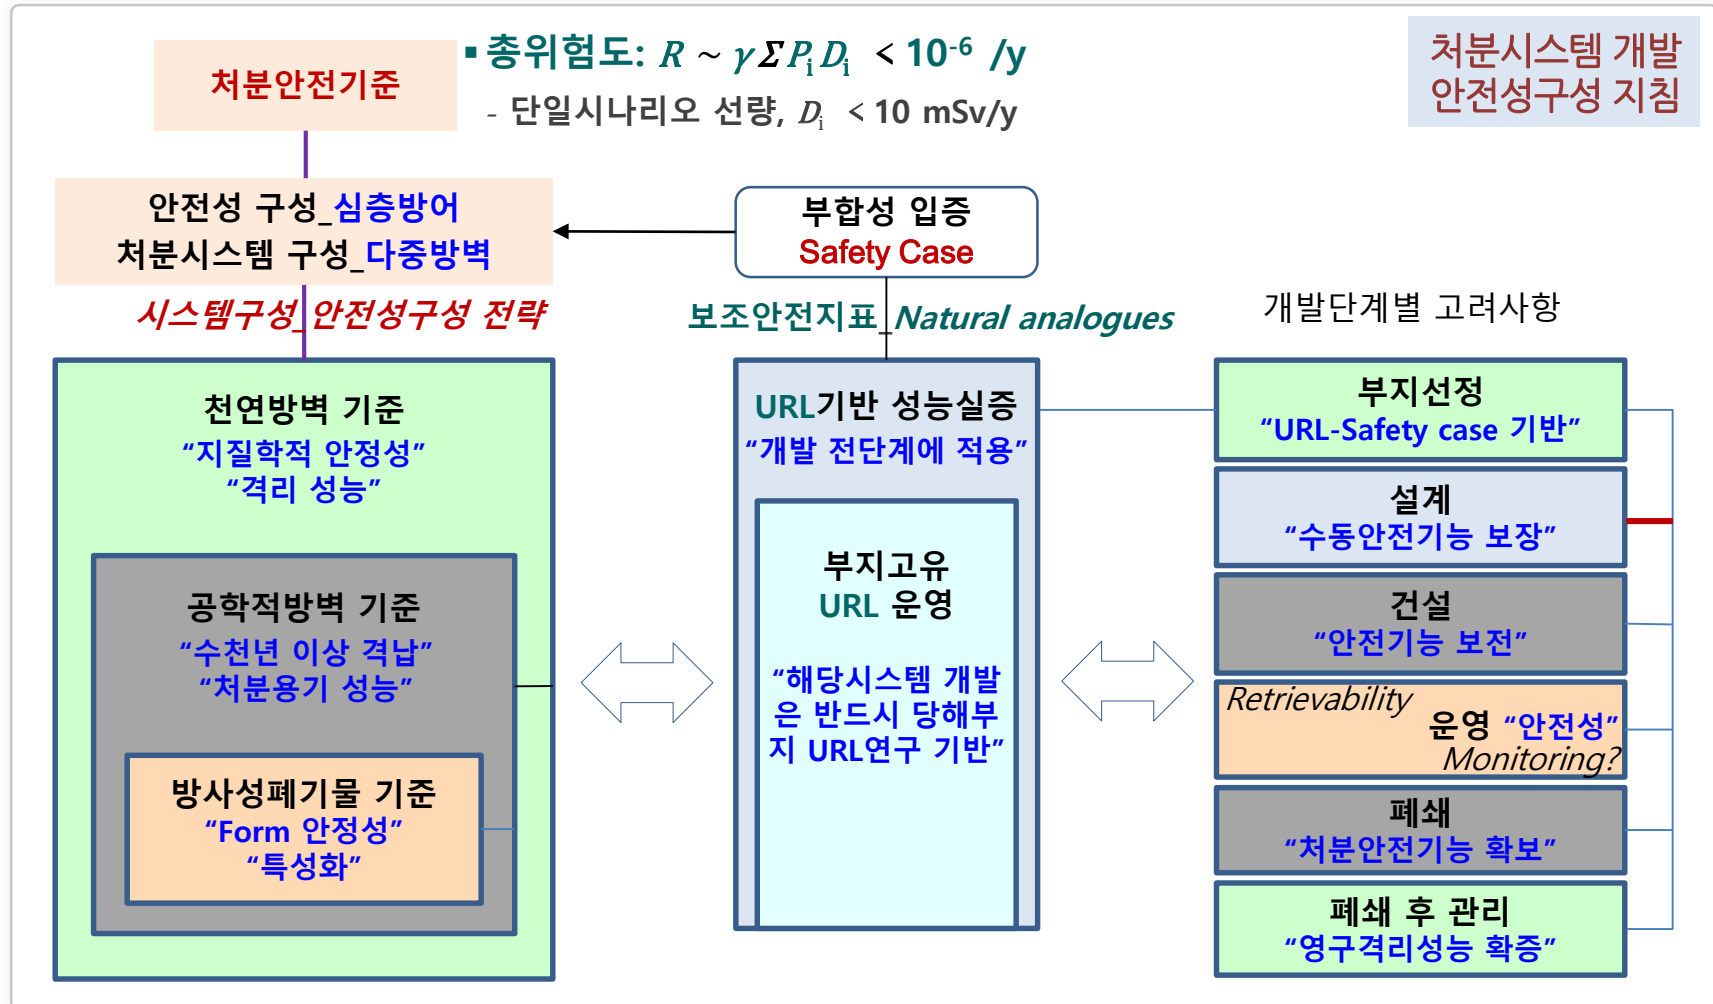 처분안전기준
▪ 총위험도: R ~ γΣPᵢDᵢ < 10⁻⁶ /y
- 단일시나리오 선량, Dᵢ < 10 mSv/y
처분시스템 개발
안전성구성 지침
안전성 구성_심층방어
처분시스템 구성_다중방벽
부합성 입증
Safety Case
시스템구성_안전성구성 전략
보조안전지표_Natural analogues
개발단계별 고려사항
천연방벽 기준
“지질학적 안정성”
“격리 성능”
공학적방벽 기준
“수천년 이상 격납”
“처분용기 성능”
방사성폐기물 기준
“Form 안정성”
“특성화”
URL기반 성능실증
“개발 전단계에 적용”
부지고유
URL 운영
“해당시스템 개발
은 반드시 당해부
지 URL연구 기반”
부지선정
“URL-Safety case 기반”
설계
“수동안전기능 보장”
건설
“안전기능 보전”
Retrievability
운영 “안전성”
Monitoring?
폐쇄
“처분안전기능 확보”
폐쇄 후 관리
“영구격리성능 확증”